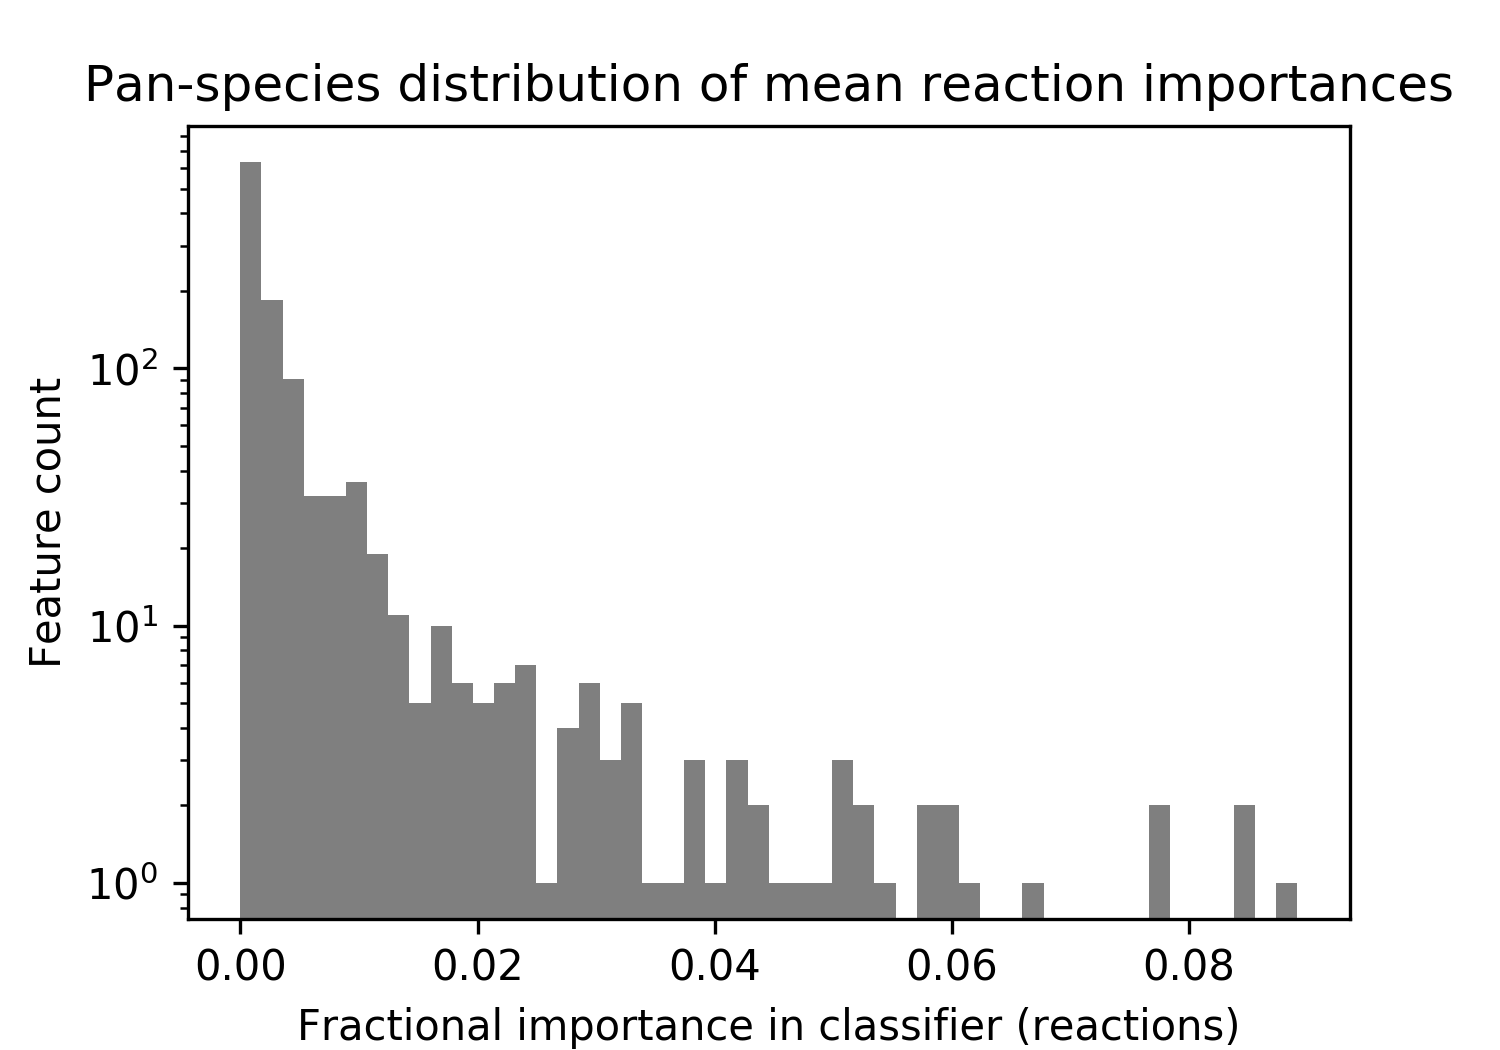 Pan-species distribution of mean reaction importances
Feature count
10²
10¹
10⁰
0.00 0.02 0.04 0.06 0.08
Fractional importance in classifier (reactions)